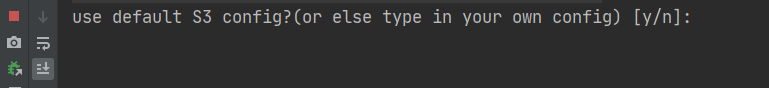 use default S3 config?(or else type in your own config) [y/n]: